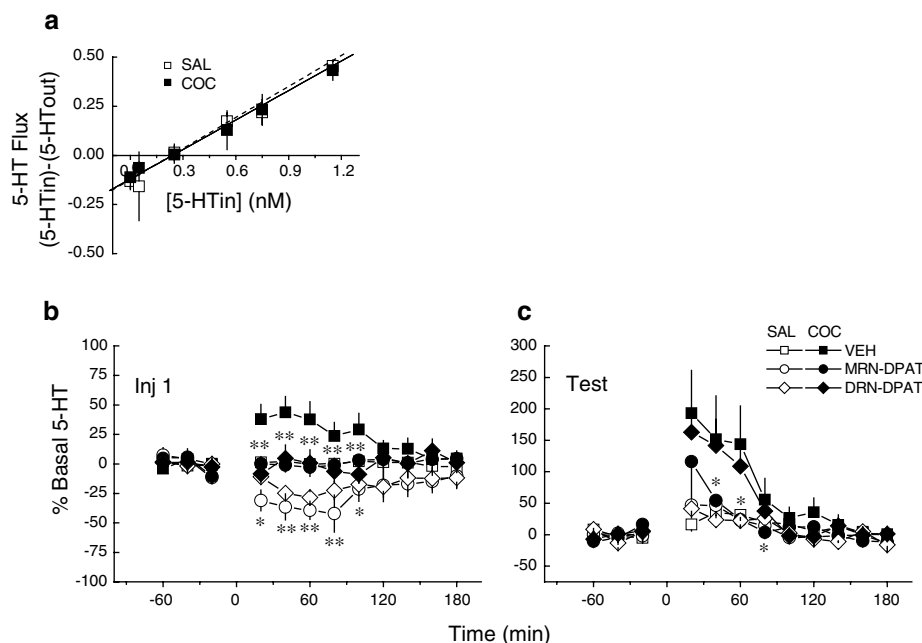 a
0.50
0.25
0.00
-0.25
-0.50
SAL
COC
0.0 0.3 0.6 0.9 1.2
[5-HTin] (nM)
5-HT Flux
(5-HTin)-(5-HTout)
b
100
75
50
25
0
-25
-50
-75
-100
Inj 1
** ** ** ** **
* ** ** ** *
-60 0 60 120 180
% Basal 5-HT
c
300
250
200
150
100
50
0
-50
Test
SAL COC
VEH
MRN-DPAT
DRN-DPAT
* * *
-60 0 60 120 180
Time (min)